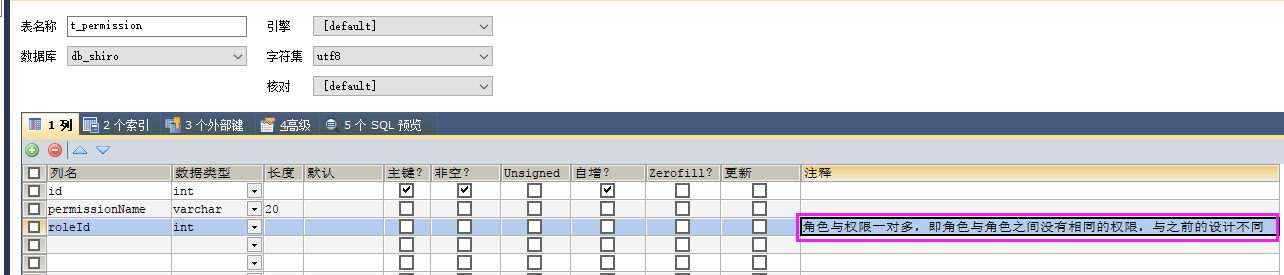 表名称 t_permission 引擎 [default]
数据库 db_shiro 字符集 utf8
核对 [default]
1 列 2 个索引 3 个外部键 4高级 5 个 SQL 预览
列名 数据类型 长度 默认 主键? 非空? Unsigned 自增? Zerofill? 更新 注释
id int
permissionName varchar 20
roleId int 角色与权限一对多，即角色与角色之间没有相同的权限，与之前的设计不同